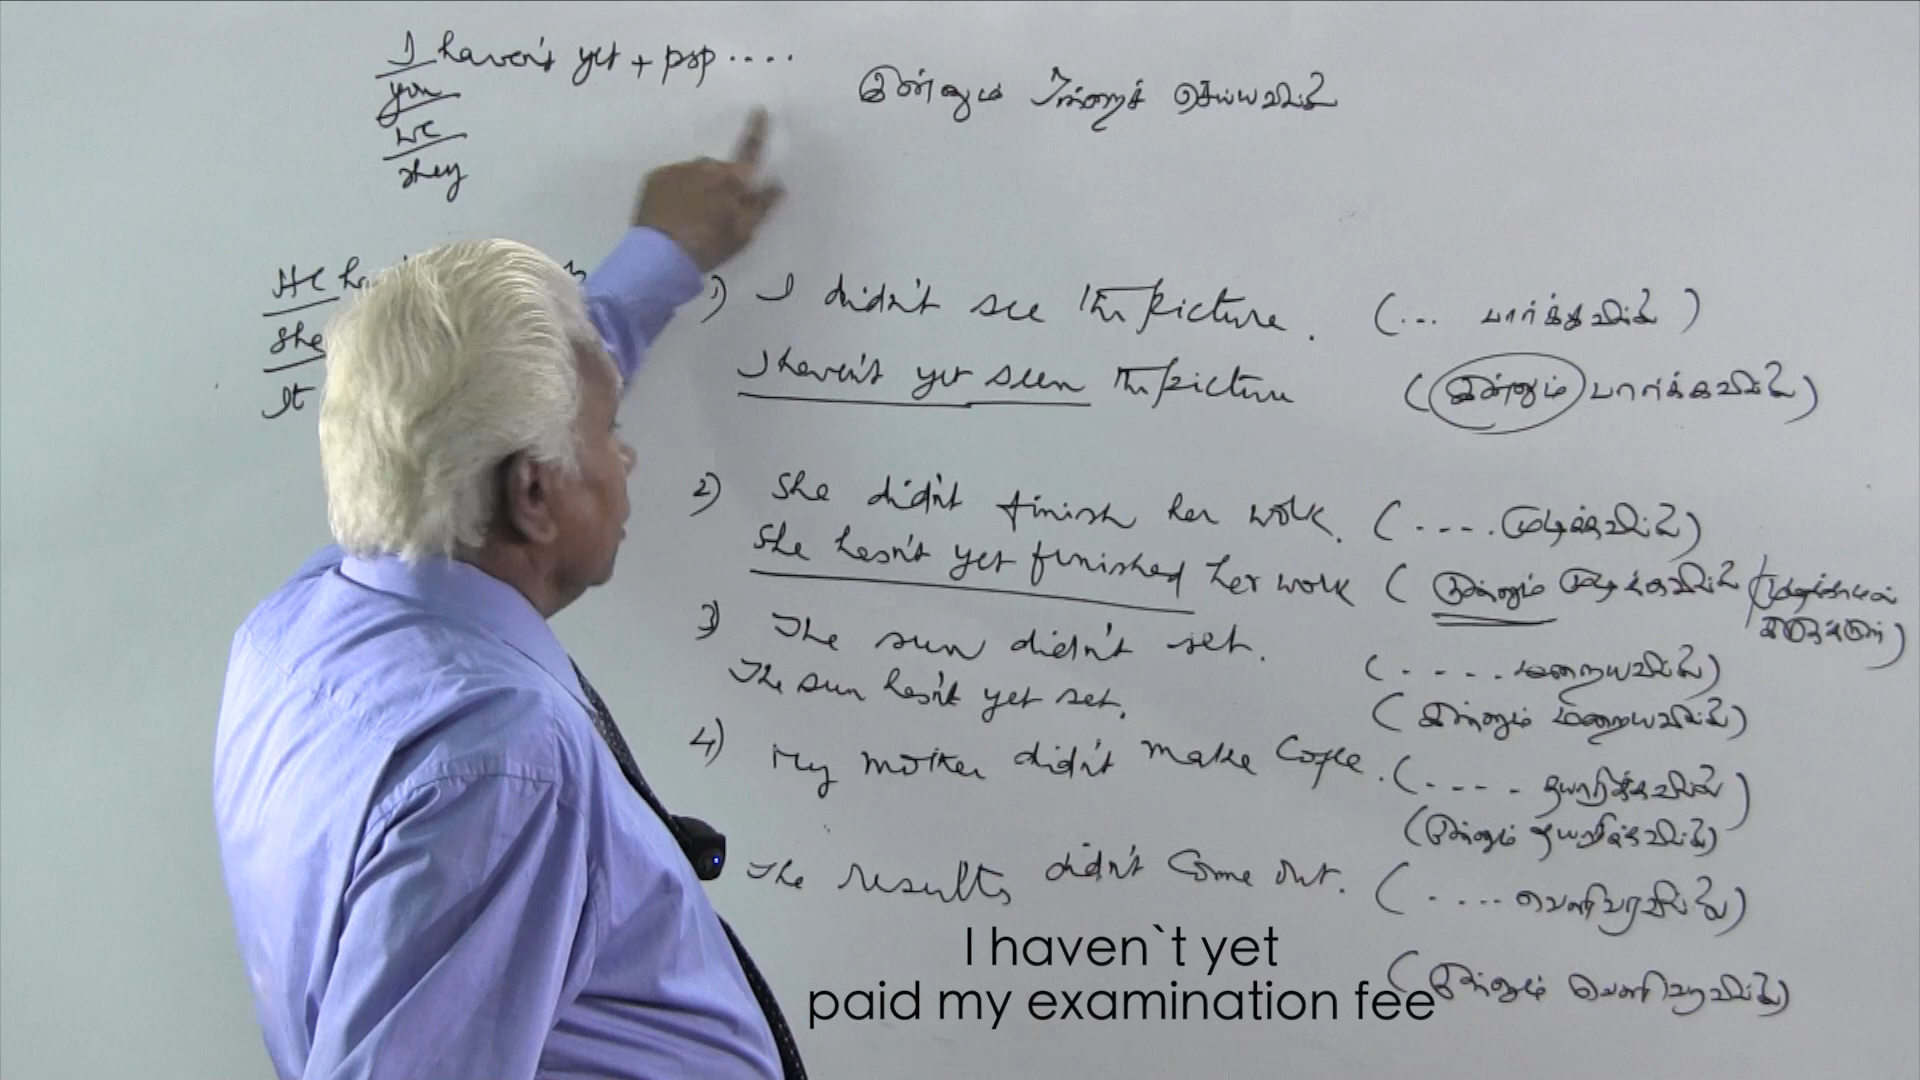 I haven't yet + psp ....
you
we
they
இன்னும் செய்யவில்லை
He
She
It
1) I didn't see the picture. (... பார்க்கவில்லை)
I haven't yet seen the picture (இன்னும் பார்க்கவில்லை)
2) She didn't finish her work. (.... முடிக்கவில்லை)
She hasn't yet finished her work (இன்னும் முடிக்கவில்லை /
3) The sun didn't set. (..... மறையவில்லை)
The sun hasn't yet set. (இன்னும் மறையவில்லை)
4) My mother didn't make Coffee. (..... தயாரிக்கவில்லை)
(இன்னும் தயாரிக்கவில்லை)
The results didn't Come out. (..... வெளிவரவில்லை)
(இன்னும் வெளிவரவில்லை)
I haven`t yet
paid my examination fee